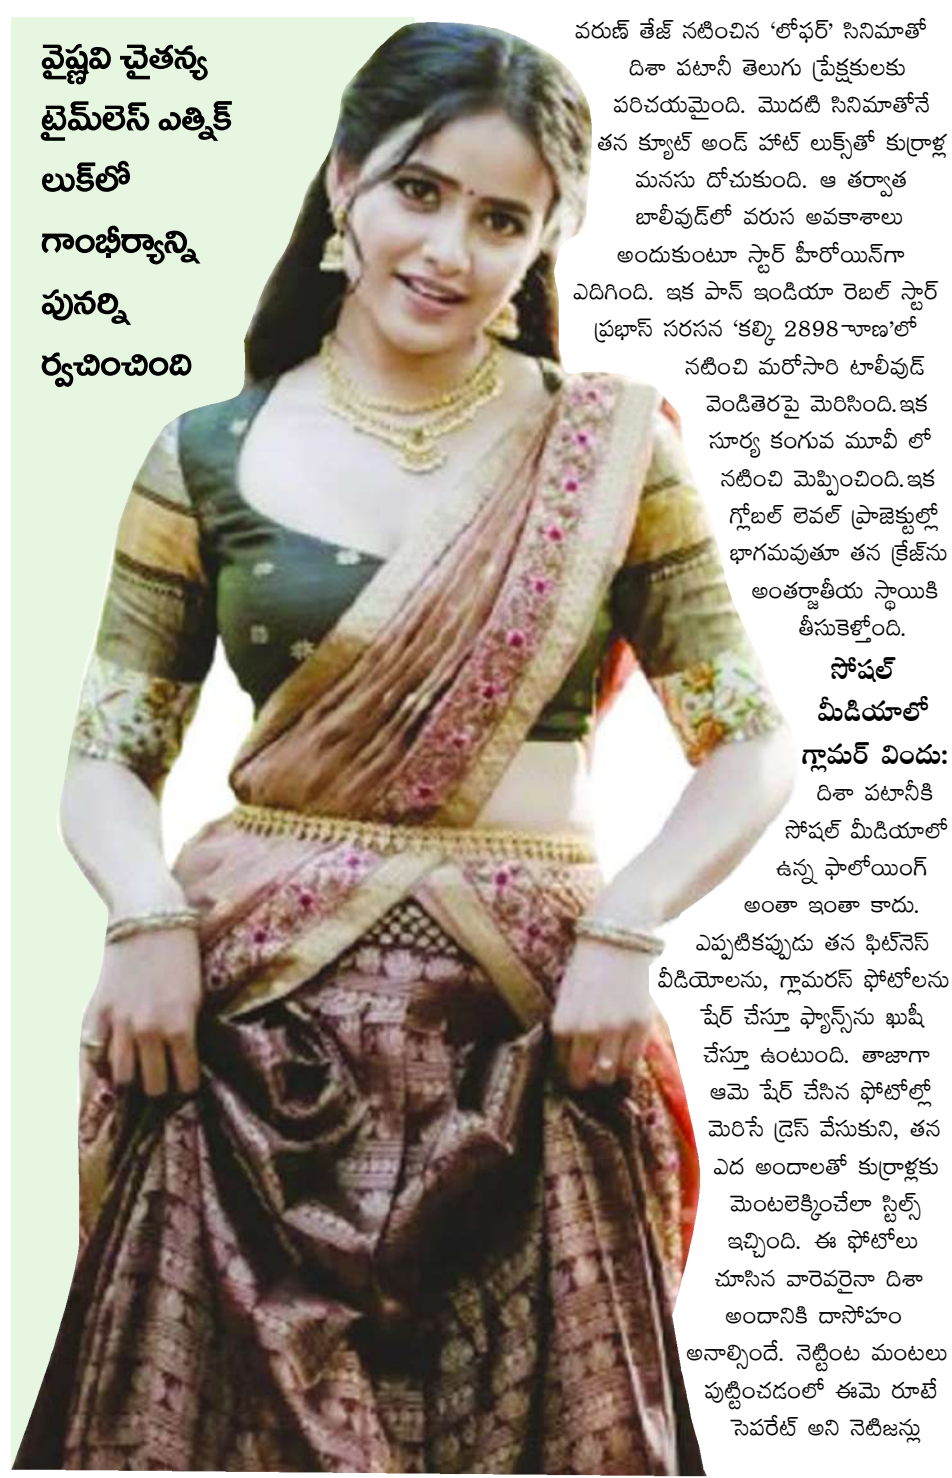 వైష్ణవి చైతన్య
టైమ్‌లెస్ ఎత్నిక్
లుక్‌లో
గాంభీర్యాన్ని
పునర్ని
ర్వచించింది
వరుణ్ తేజ్ నటించిన ‘లోఫర్’ సినిమాతో
దిశా పటానీ తెలుగు ప్రేక్షకులకు
పరిచయమైంది. మొదటి సినిమాతోనే
తన క్యూట్ అండ్ హాట్ లుక్స్‌తో కుర్రాళ్ల
మనసు దోచుకుంది. ఆ తర్వాత
బాలీవుడ్‌లో వరుస అవకాశాలు
అందుకుంటూ స్టార్ హీరోయిన్‌గా
ఎదిగింది. ఇక పాన్ ఇండియా రెబల్ స్టార్
ప్రభాస్ సరసన ‘కల్కి 2898 లో
నటించి మరోసారి టాలీవుడ్
వెండితెరపై మెరిసింది.ఇక
సూర్య కంగువ మూవీ లో
నటించి మెప్పించింది.ఇక
గ్లోబల్ లెవల్ ప్రాజెక్టుల్లో
భాగమవుతూ తన క్రేజ్‌ను
అంతర్జాతీయ స్థాయికి
తీసుకెళ్తోంది.
సోషల్
మీడియాలో
గ్లామర్ విందు:
దిశా పటానీకి
సోషల్ మీడియాలో
ఉన్న ఫాలోయింగ్
అంతా ఇంతా కాదు.
ఎప్పటికప్పుడు తన ఫిట్‌నెస్
వీడియోలను, గ్లామరస్ ఫోటోలను
షేర్ చేస్తూ ఫ్యాన్స్‌ను ఖుషీ
చేస్తూ ఉంటుంది. తాజాగా
ఆమె షేర్ చేసిన ఫోటోల్లో
మెరిసే డ్రెస్ వేసుకుని, తన
ఎద అందాలతో కుర్రాళ్లకు
మెంటలెక్కించేలా స్టిల్స్
ఇచ్చింది. ఈ ఫోటోలు
చూసిన వారెవరైనా దిశా
అందానికి దాసోహం
అనాల్సిందే. నెట్టింట మంటలు
పుట్టించడంలో ఈమె రూటే
సెపరేట్ అని నెటిజన్లు